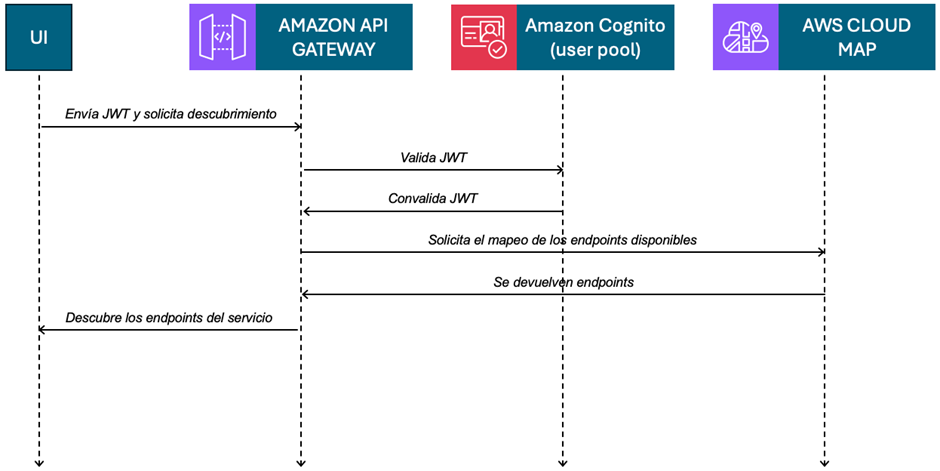 UI
AMAZON API
GATEWAY
Amazon Cognito
(user pool)
AWS CLOUD
MAP
Envía JWT y solicita descubrimiento
Valida JWT
Convalida JWT
Solicita el mapeo de los endpoints disponibles
Se devuelven endpoints
Descubre los endpoints del servicio